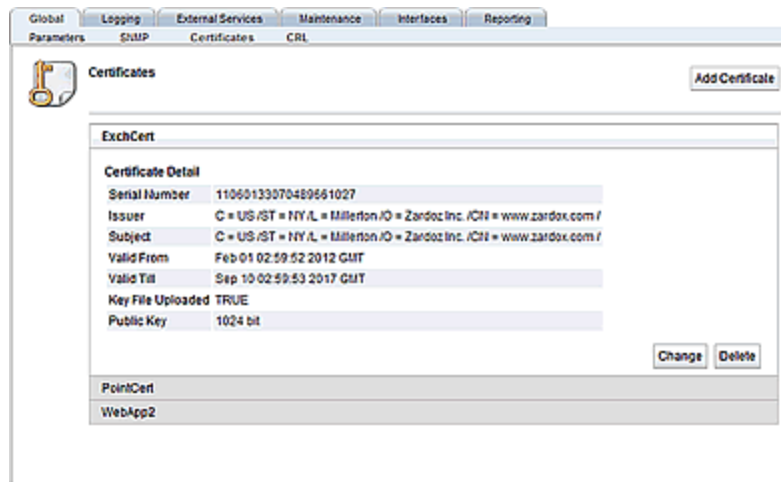 Global Logging External Services Maintenance Interfaces Reporting
Parameters SNMP Certificates CRL
Certificates
Add Certificate
ExchCert
Certificate Detail
Serial Number 11060133070489661027
Issuer C = US /ST = NY /L = Millerton /O = Zardoz Inc. /CN = www.zardox.com /
Subject C = US /ST = NY /L = Millerton /O = Zardoz Inc. /CN = www.zardox.com /
Valid From Feb 01 02:59:52 2012 GMT
Valid Till Sep 10 02:59:53 2017 GMT
Key File Uploaded TRUE
Public Key 1024 bit
Change Delete
PointCert
WebApp2